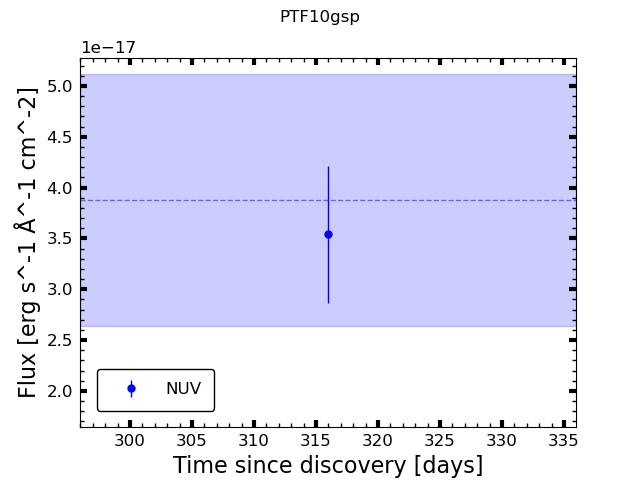 PTF10gsp
1e−17
5.0
4.5
4.0
3.5
3.0
2.5
2.0
Flux [erg s^-1 Å^-1 cm^-2]
NUV
300 305 310 315 320 325 330 335
Time since discovery [days]